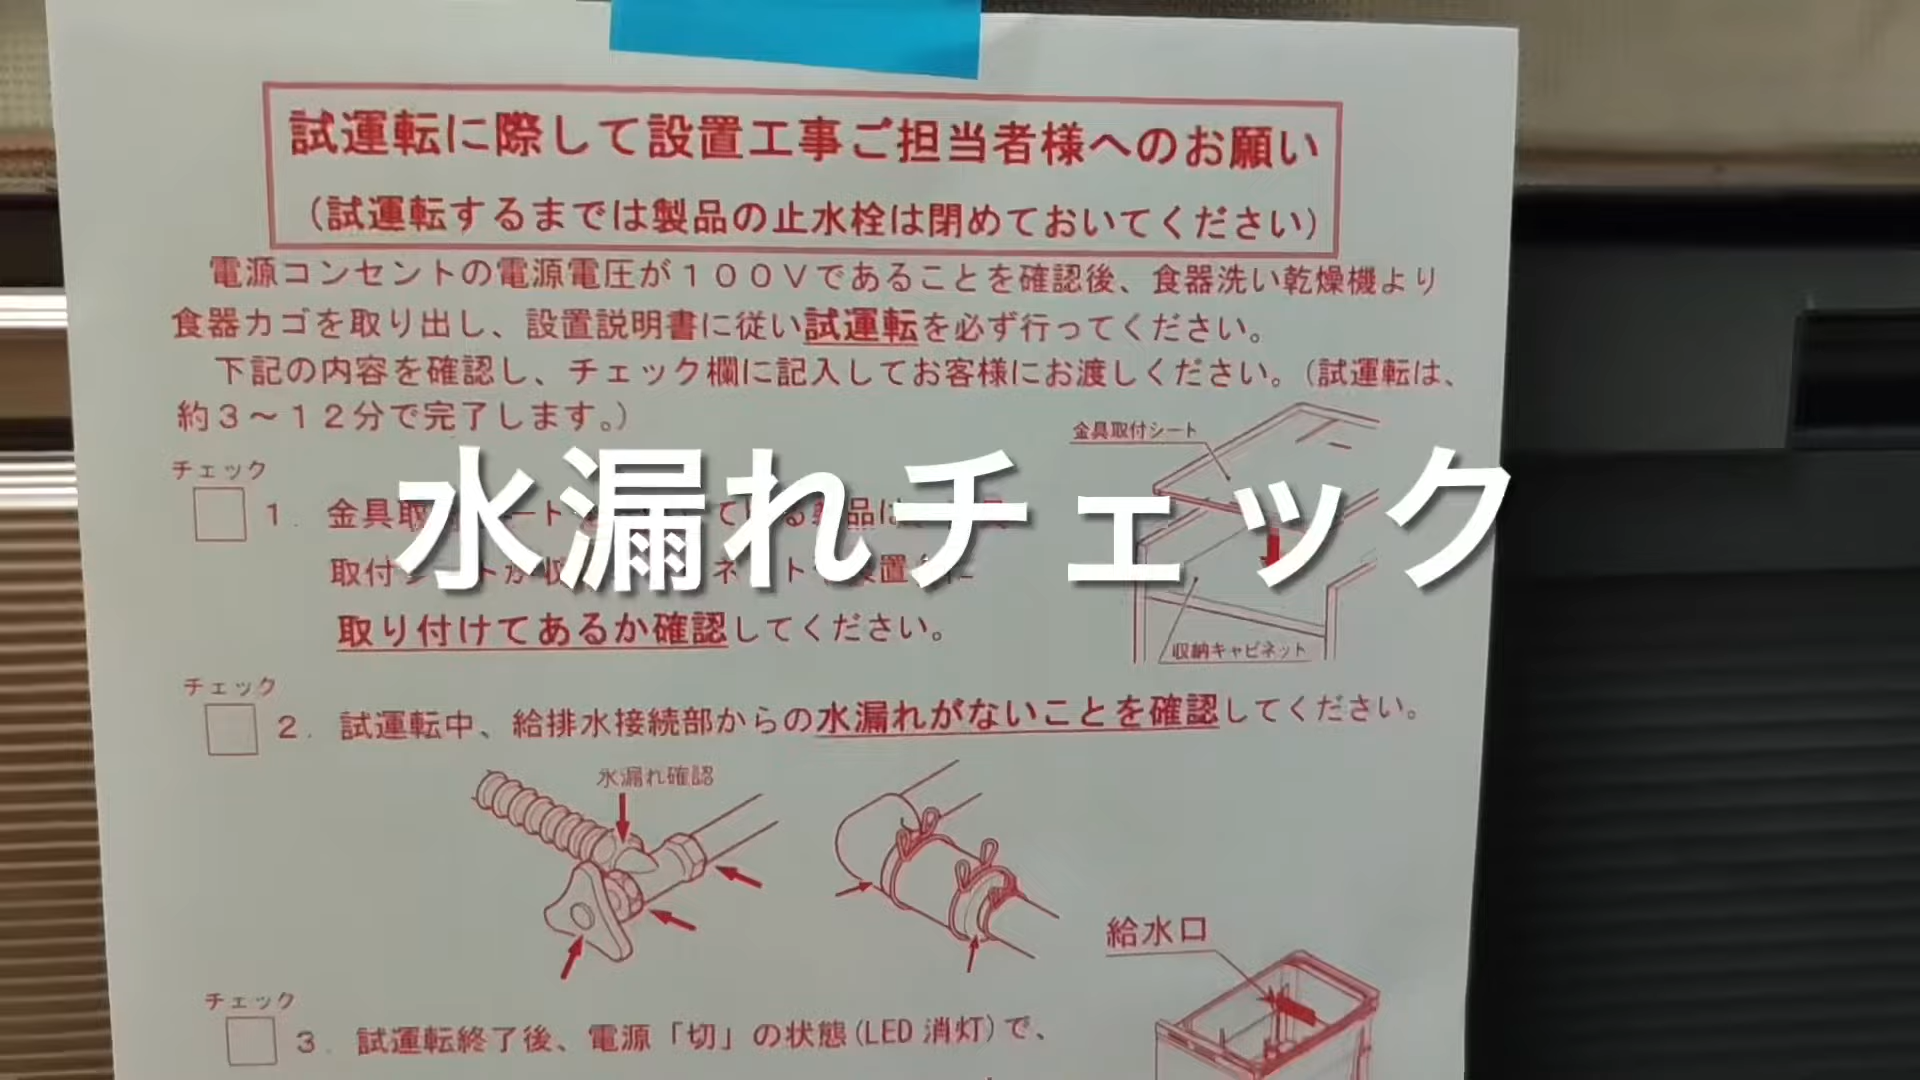 試運転に際して設置工事ご担当者様へのお願い
（試運転するまでは製品の止水栓は閉めておいてください）
電源コンセントの電源電圧が１００Ｖであることを確認後、食器洗い乾燥機より
食器カゴを取り出し、設置説明書に従い試運転を必ず行ってください。
下記の内容を確認し、チェック欄に記入してお客様にお渡しください。（試運転は、
約３～１２分で完了します。）
金具取付シート
チェック
水漏れチェック
１．金具取
取付
取り付けてあるか確認してください。
収納キャビネット
チェック
２．試運転中、給排水接続部からの水漏れがないことを確認してください。
水漏れ確認
給水口
チェック
３．試運転終了後、電源「切」の状態(LED 消灯)で、